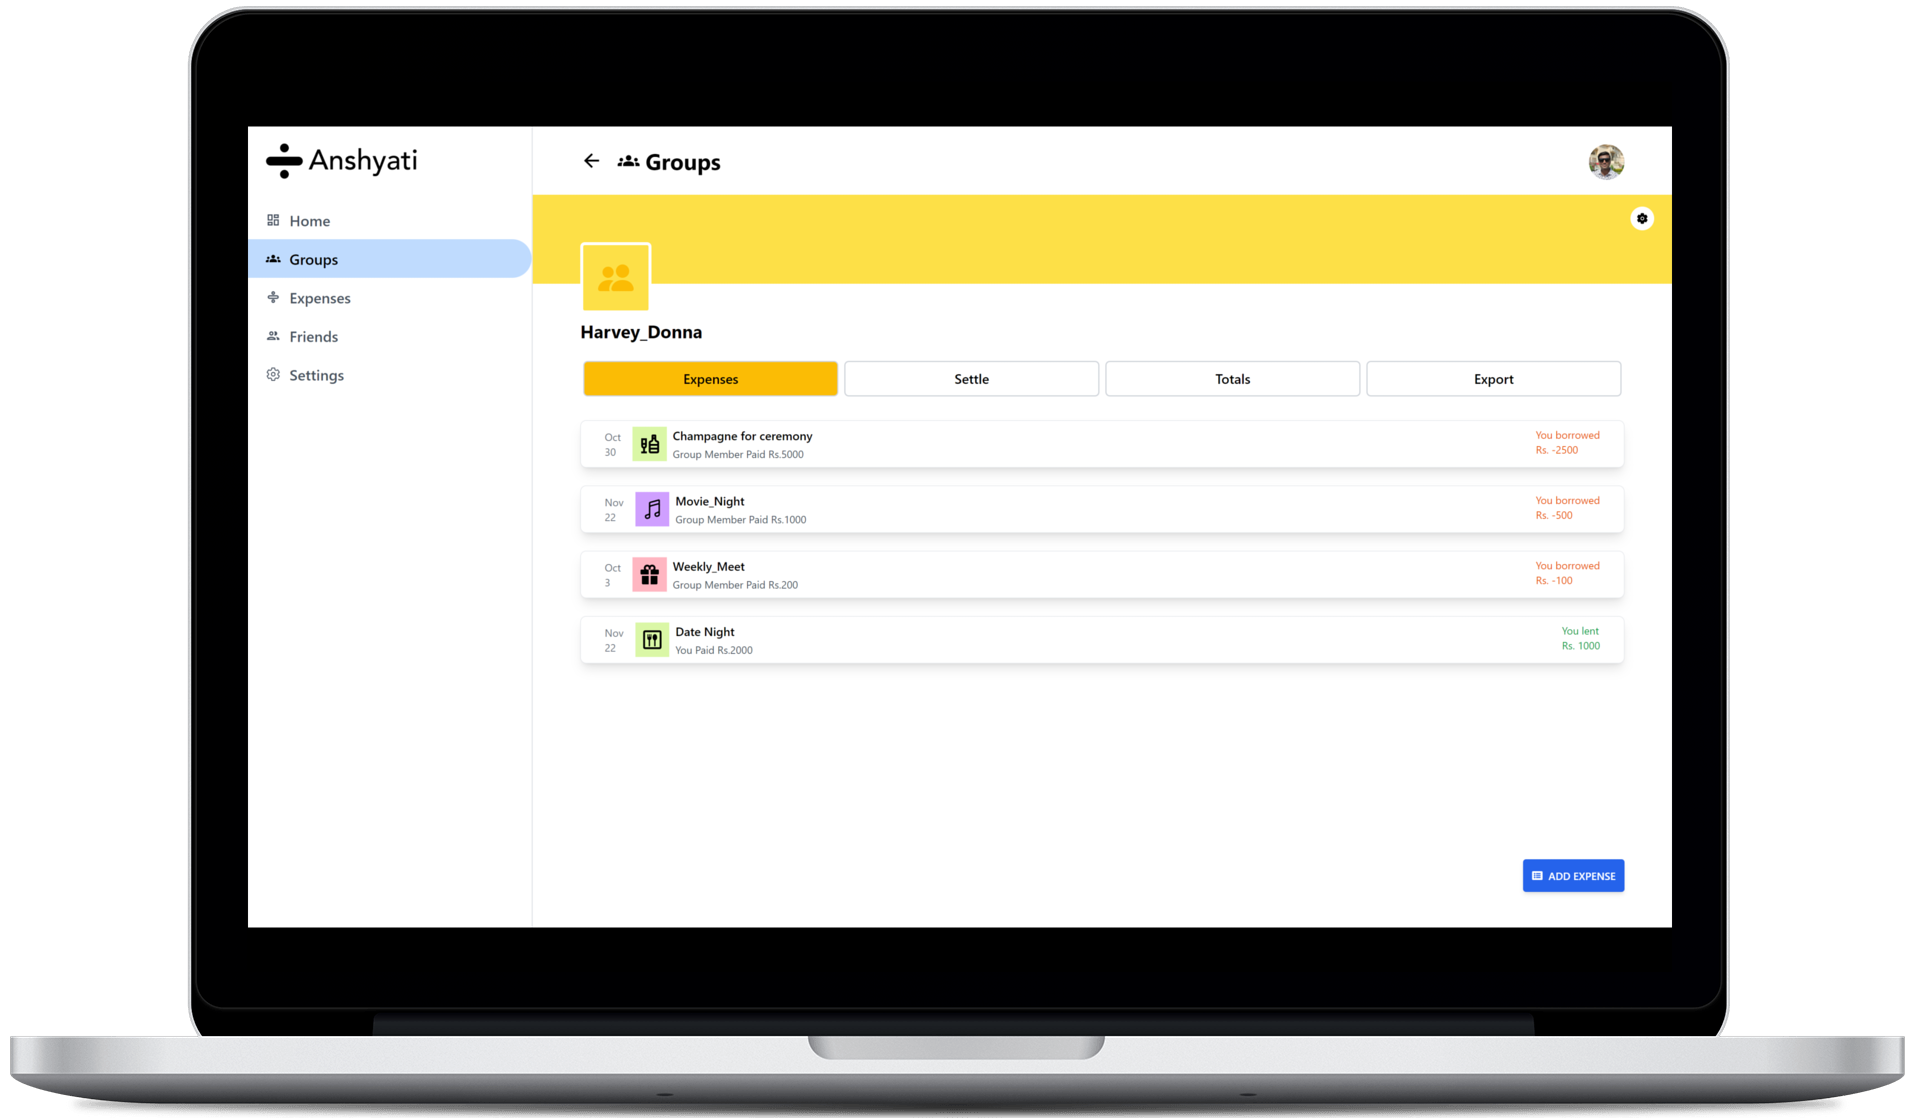 Anshyati
Home
Groups
Expenses
Friends
Settings
Groups
Harvey_Donna
Expenses
Settle
Totals
Export
Oct
30
Champagne for ceremony
Group Member Paid Rs.5000
You borrowed
Rs. -2500
Nov
22
Movie_Night
Group Member Paid Rs.1000
You borrowed
Rs. -500
Oct
3
Weekly_Meet
Group Member Paid Rs.200
You borrowed
Rs. -100
Nov
22
Date Night
You Paid Rs.2000
You lent
Rs. 1000
ADD EXPENSE